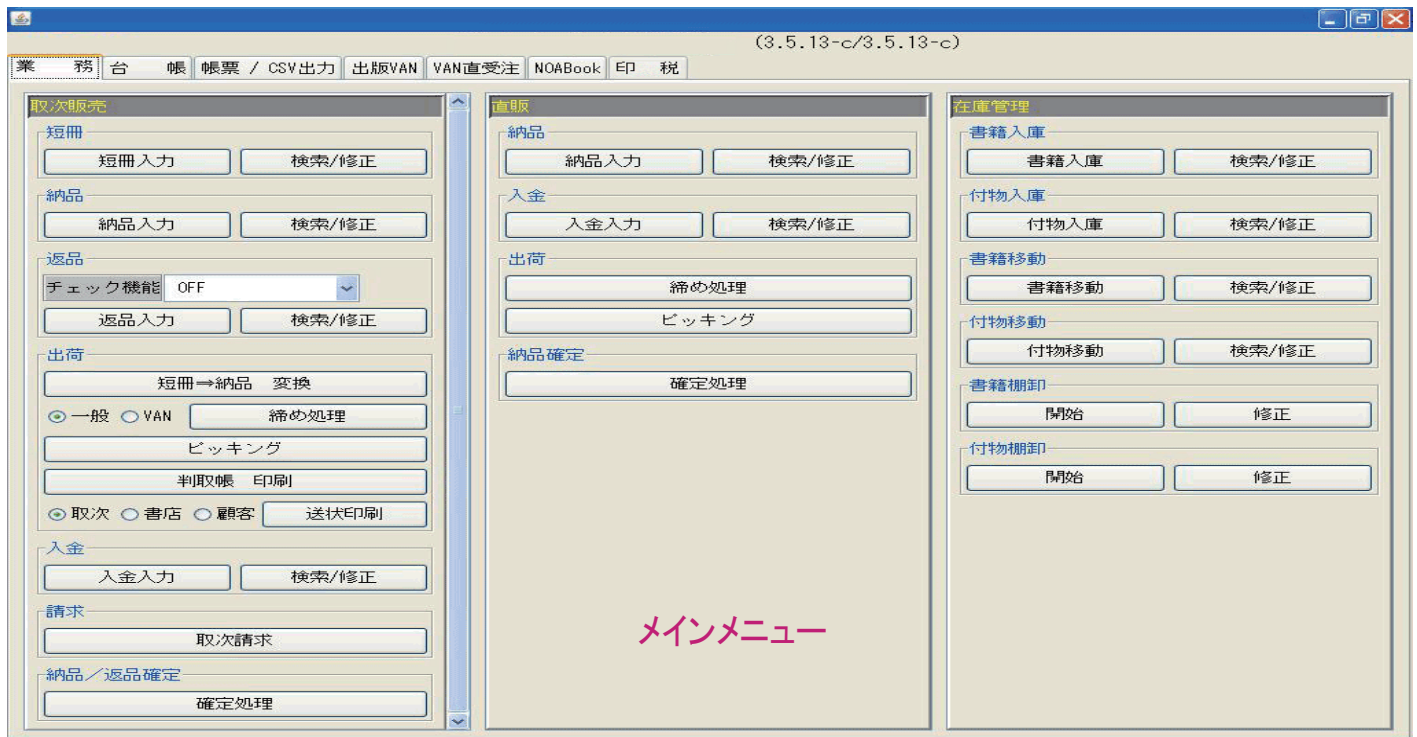 (3.5.13-c/3.5.13-c)
業　務 台　帳 帳票 / CSV出力 出版VAN VAN直受注 NOABook 印　税
取次販売
短冊
短冊入力 検索/修正
納品
納品入力 検索/修正
返品
チェック機能 OFF
返品入力 検索/修正
出荷
短冊⇒納品　変換
一般 VAN 締め処理
ピッキング
判取帳　印刷
取次 書店 顧客 送状印刷
入金
入金入力 検索/修正
請求
取次請求
納品／返品確定
確定処理
直販
納品
納品入力 検索/修正
入金
入金入力 検索/修正
出荷
締め処理
ピッキング
納品確定
確定処理
メインメニュー
在庫管理
書籍入庫
書籍入庫 検索/修正
付物入庫
付物入庫 検索/修正
書籍移動
書籍移動 検索/修正
付物移動
付物移動 検索/修正
書籍棚卸
開始 修正
付物棚卸
開始 修正